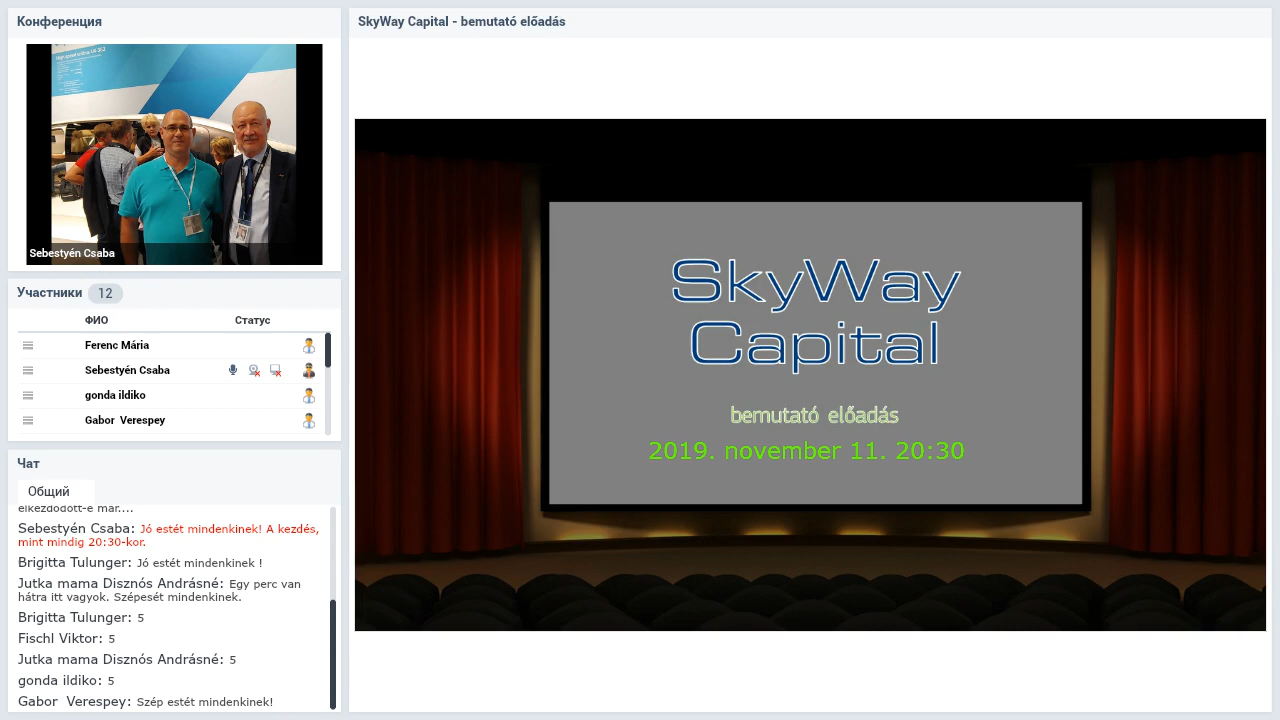 Конференция
Sebestyén Csaba
Участники 12
ФИО Статус
Ferenc Mária
Sebestyén Csaba
gonda ildiko
Gabor Verespey
Чат
Общий
elkezdődött-e már....
Sebestyén Csaba: Jó estét mindenkinek! A kezdés,
mint mindig 20:30-kor.
Brigitta Tulunger: Jó estét mindenkinek !
Jutka mama Disznós Andrásné: Egy perc van
hátra itt vagyok. Szépesét mindenkinek.
Brigitta Tulunger: 5
Fischl Viktor: 5
Jutka mama Disznós Andrásné: 5
gonda ildiko: 5
Gabor Verespey: Szép estét mindenkinek!
SkyWay Capital - bemutató előadás
SkyWay
Capital
bemutató előadás
2019. november 11. 20:30